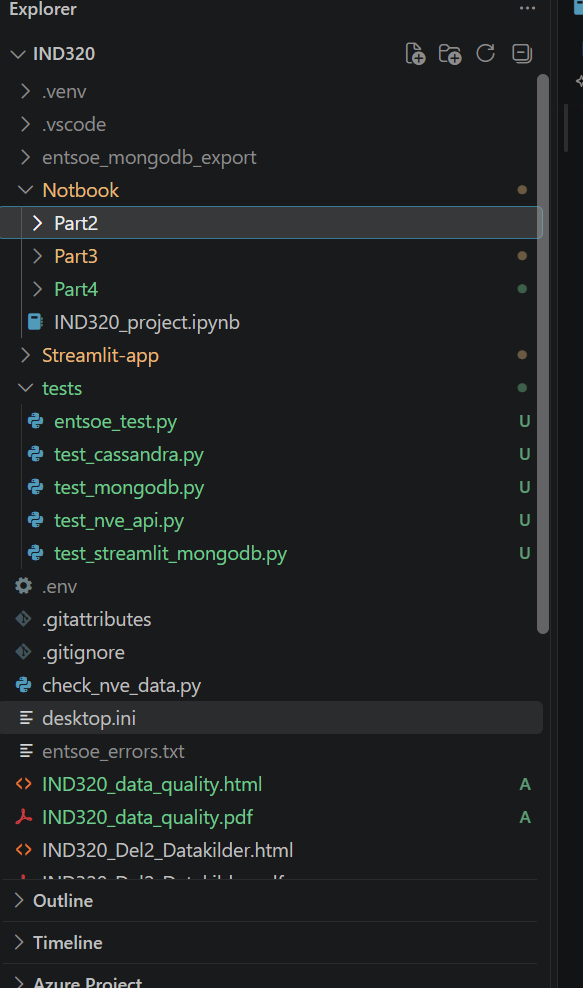 Explorer
IND320
.venv
.vscode
entsoe_mongodb_export
Notbook
Part2
Part3
Part4
IND320_project.ipynb
Streamlit-app
tests
entsoe_test.py U
test_cassandra.py U
test_mongodb.py U
test_nve_api.py U
test_streamlit_mongodb.py U
.env
.gitattributes
.gitignore
check_nve_data.py
desktop.ini
entsoe_errors.txt
IND320_data_quality.html A
IND320_data_quality.pdf A
IND320_Del2_Datakilder.html
IND320_Del2_Datakilder.pdf
Outline
Timeline
Azure Project